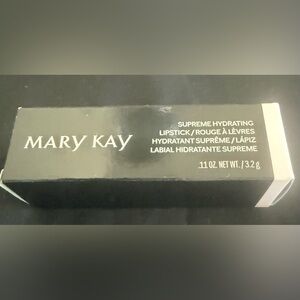 MARY KAY
SUPREME HYDRATING
LIPSTICK/ROUGE À LÈVRES
HYDRATANT SUPRÊME/LÁPIZ
LABIAL HIDRATANTE SUPREME
.11 OZ. NET WT./3.2 g